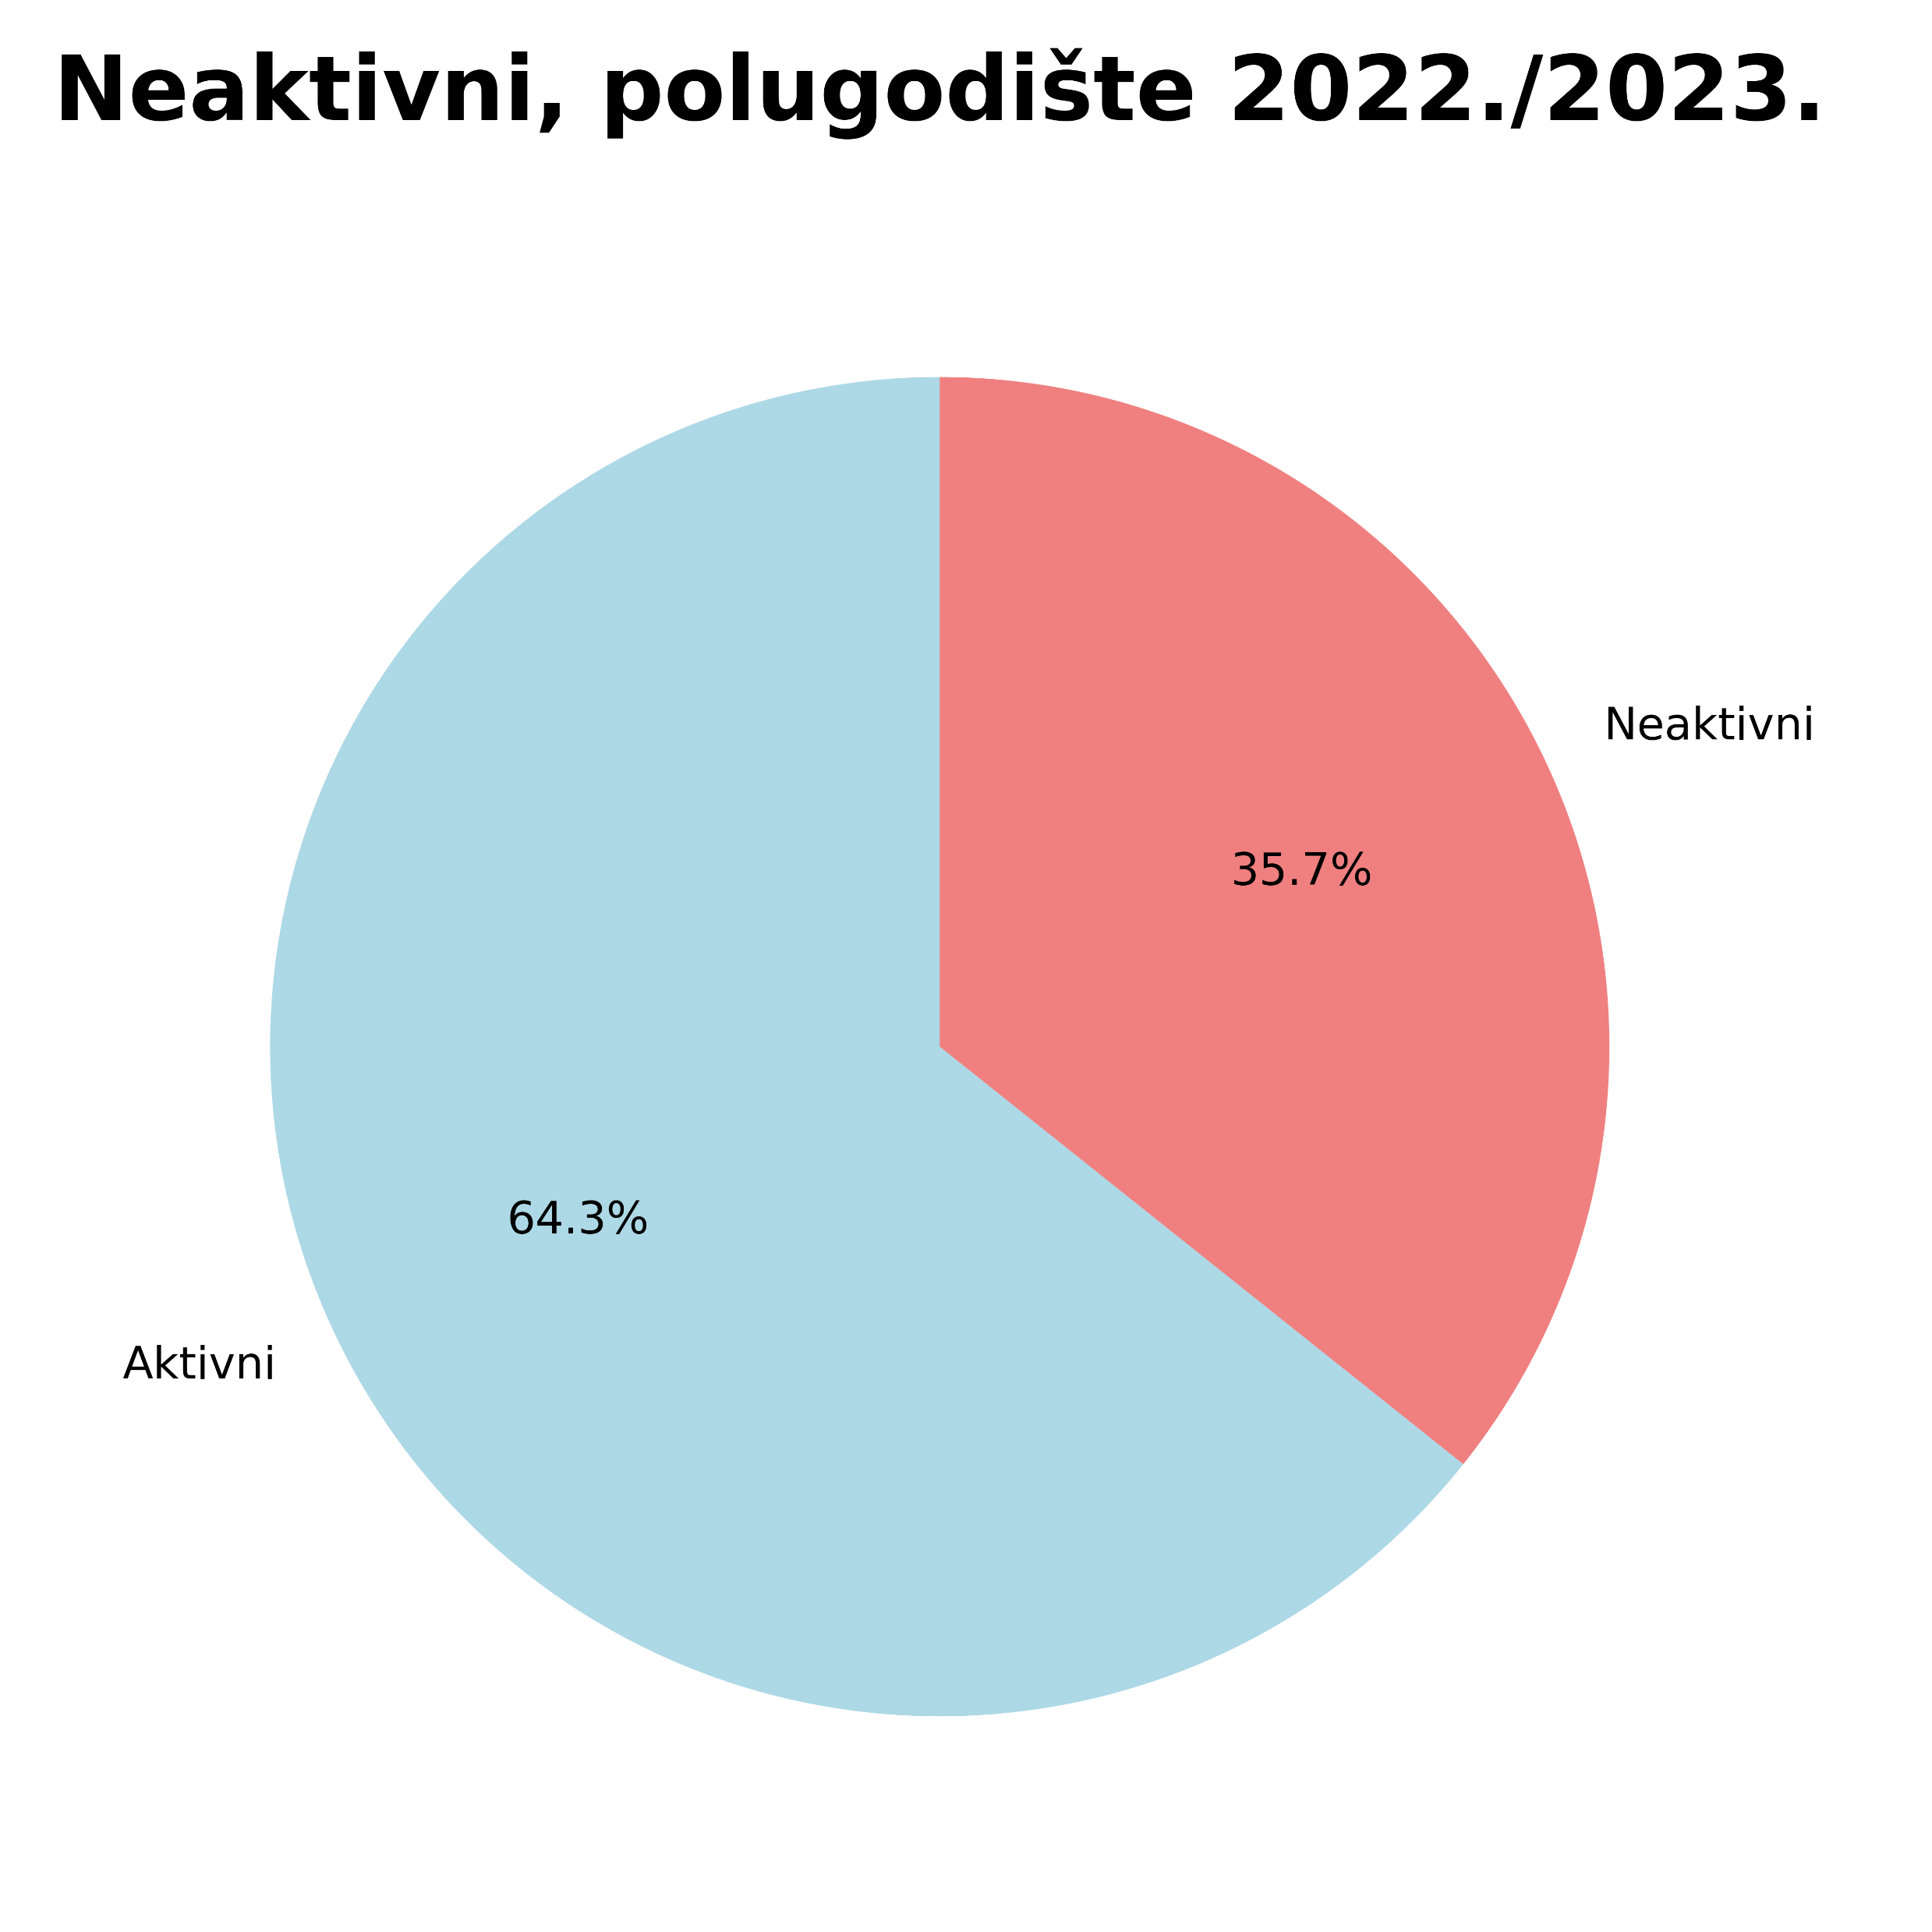 Neaktivni, polugodište 2022./2023.
Neaktivni
35.7%
64.3%
Aktivni